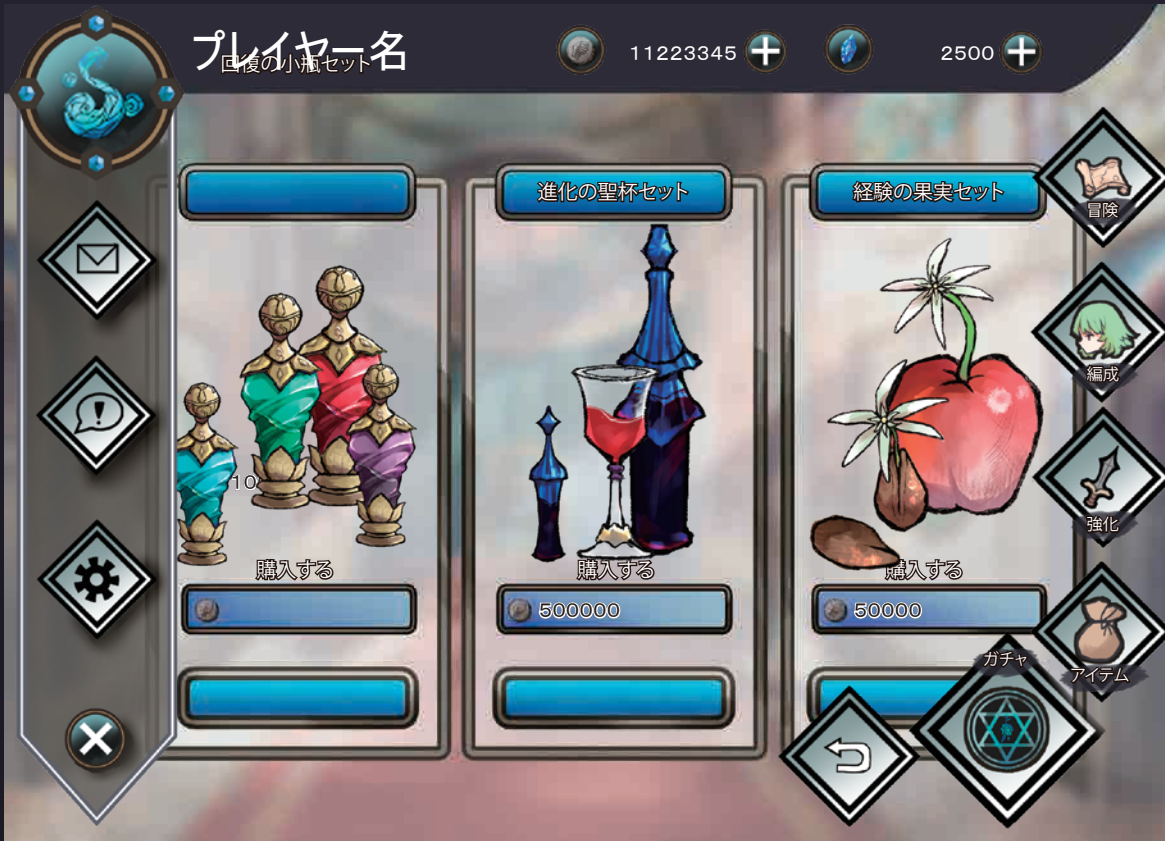 プレイヤー名
回復の小瓶セット
11223345
2500
進化の聖杯セット
経験の果実セット
冒険
編成
10
強化
購入する
購入する
購入する
500000
50000
ガチャ
アイテム